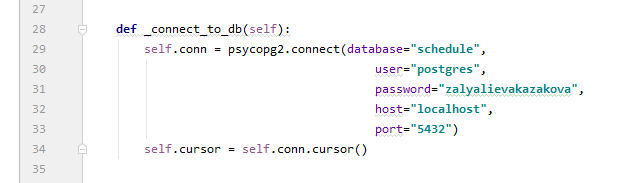 27
28 def _connect_to_db(self):
29 self.conn = psycopg2.connect(database="schedule",
30 user="postgres",
31 password="zalyalievakazakova",
32 host="localhost",
33 port="5432")
34 self.cursor = self.conn.cursor()
35